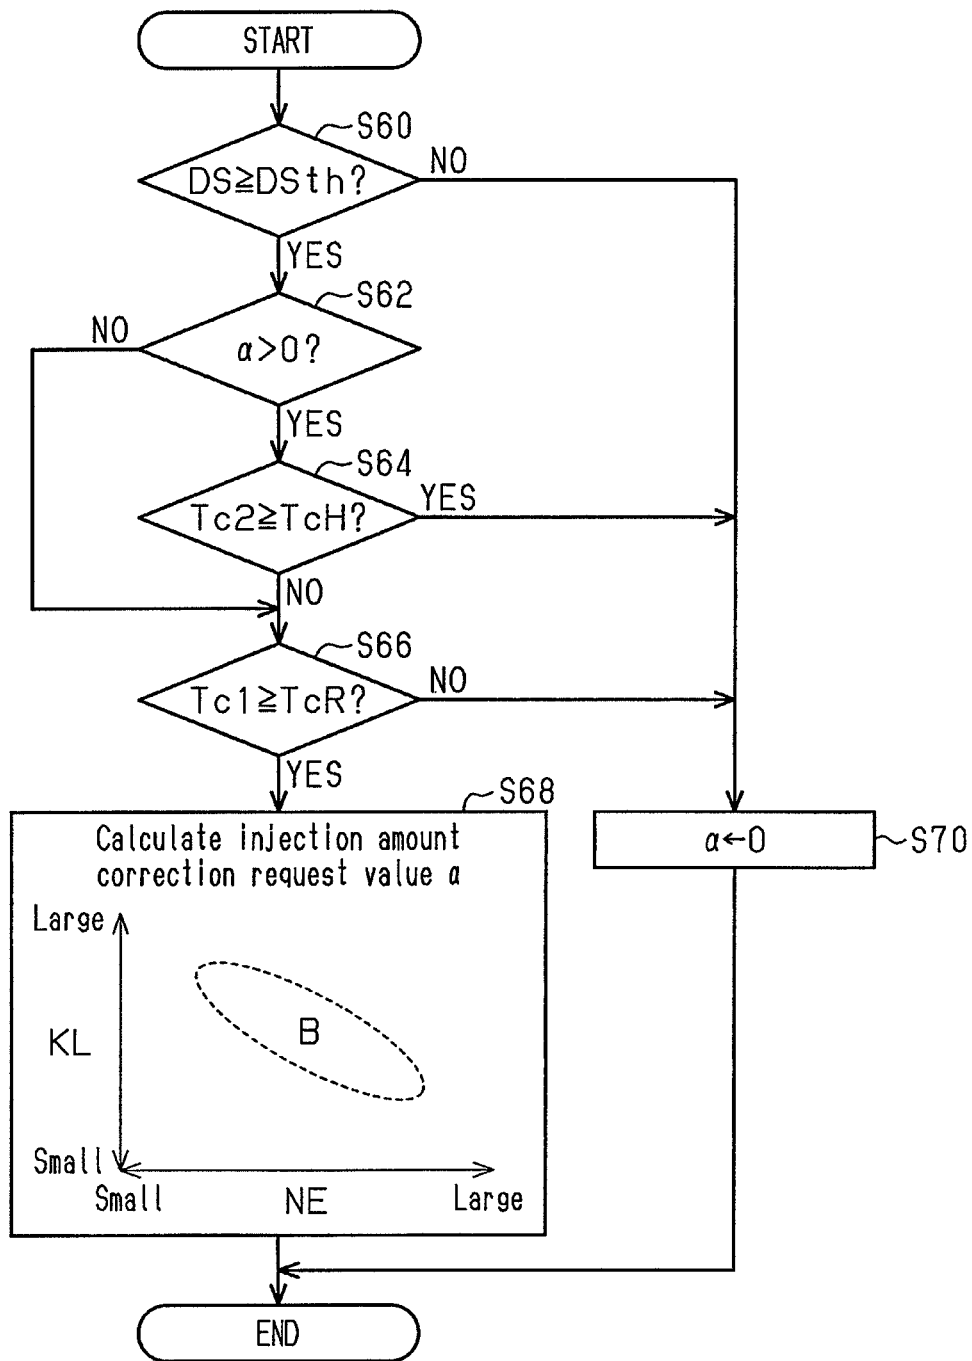 START
S60
DS≧DSth?
NO
YES
S62
NO
α>0?
YES
S64
Tc2≧TcH?
YES
NO
S66
Tc1≧TcR?
NO
YES
S68
Calculate injection amount
correction request value α
Large
KL
B
Small
Small
NE
Large
α←0
S70
END